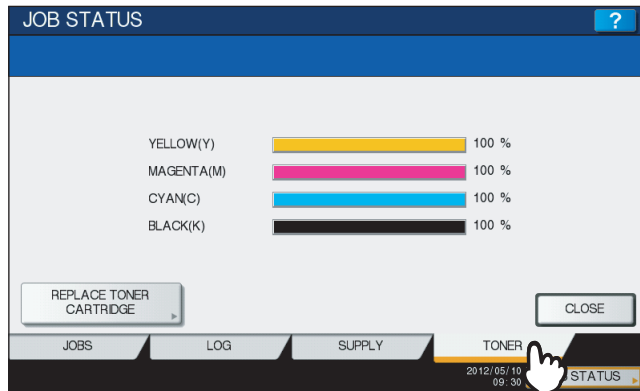 JOB STATUS
?
YELLOW(Y) 100 %
MAGENTA(M) 100 %
CYAN(C) 100 %
BLACK(K) 100 %
REPLACE TONER
CARTRIDGE
CLOSE
JOBS LOG SUPPLY TONER
2012/05/10
09:30
STATUS